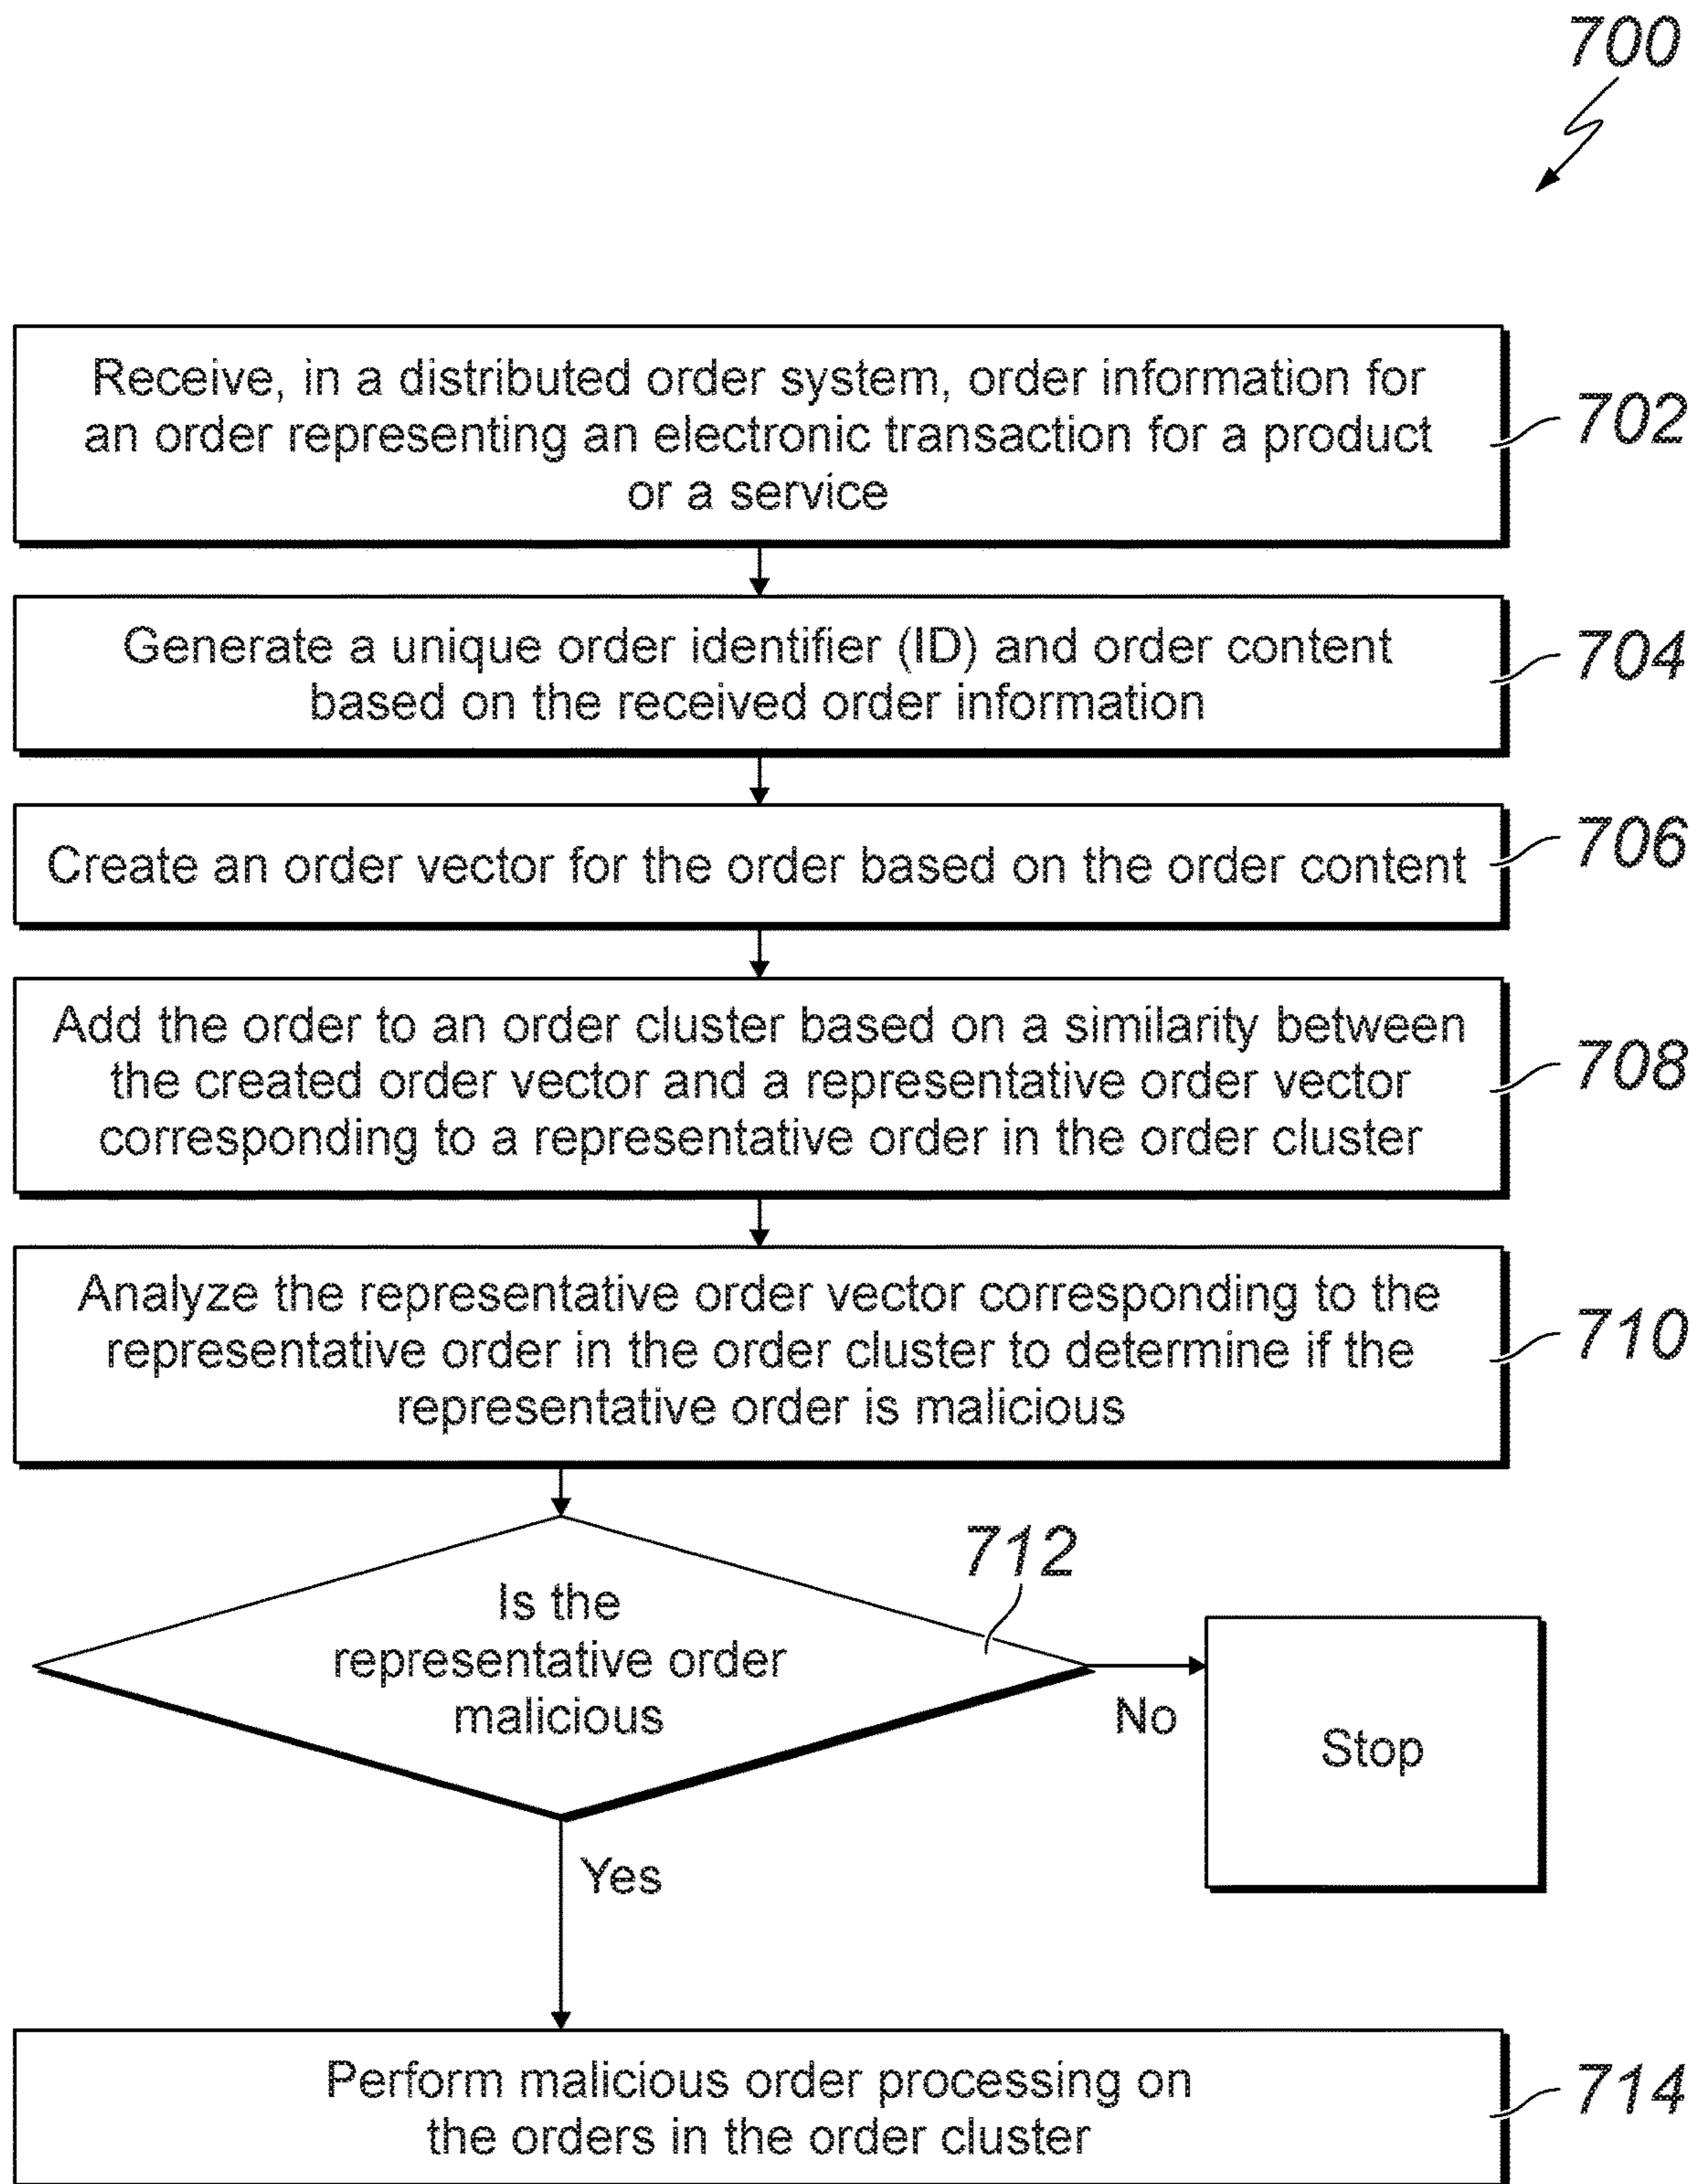 700
Receive, in a distributed order system, order information for
an order representing an electronic transaction for a product
or a service
702
Generate a unique order identifier (ID) and order content
based on the received order information
704
Create an order vector for the order based on the order content
706
Add the order to an order cluster based on a similarity between
the created order vector and a representative order vector
corresponding to a representative order in the order cluster
708
Analyze the representative order vector corresponding to the
representative order in the order cluster to determine if the
representative order is malicious
710
712
Is the
representative order
malicious
No
Stop
Yes
Perform malicious order processing on
the orders in the order cluster
714